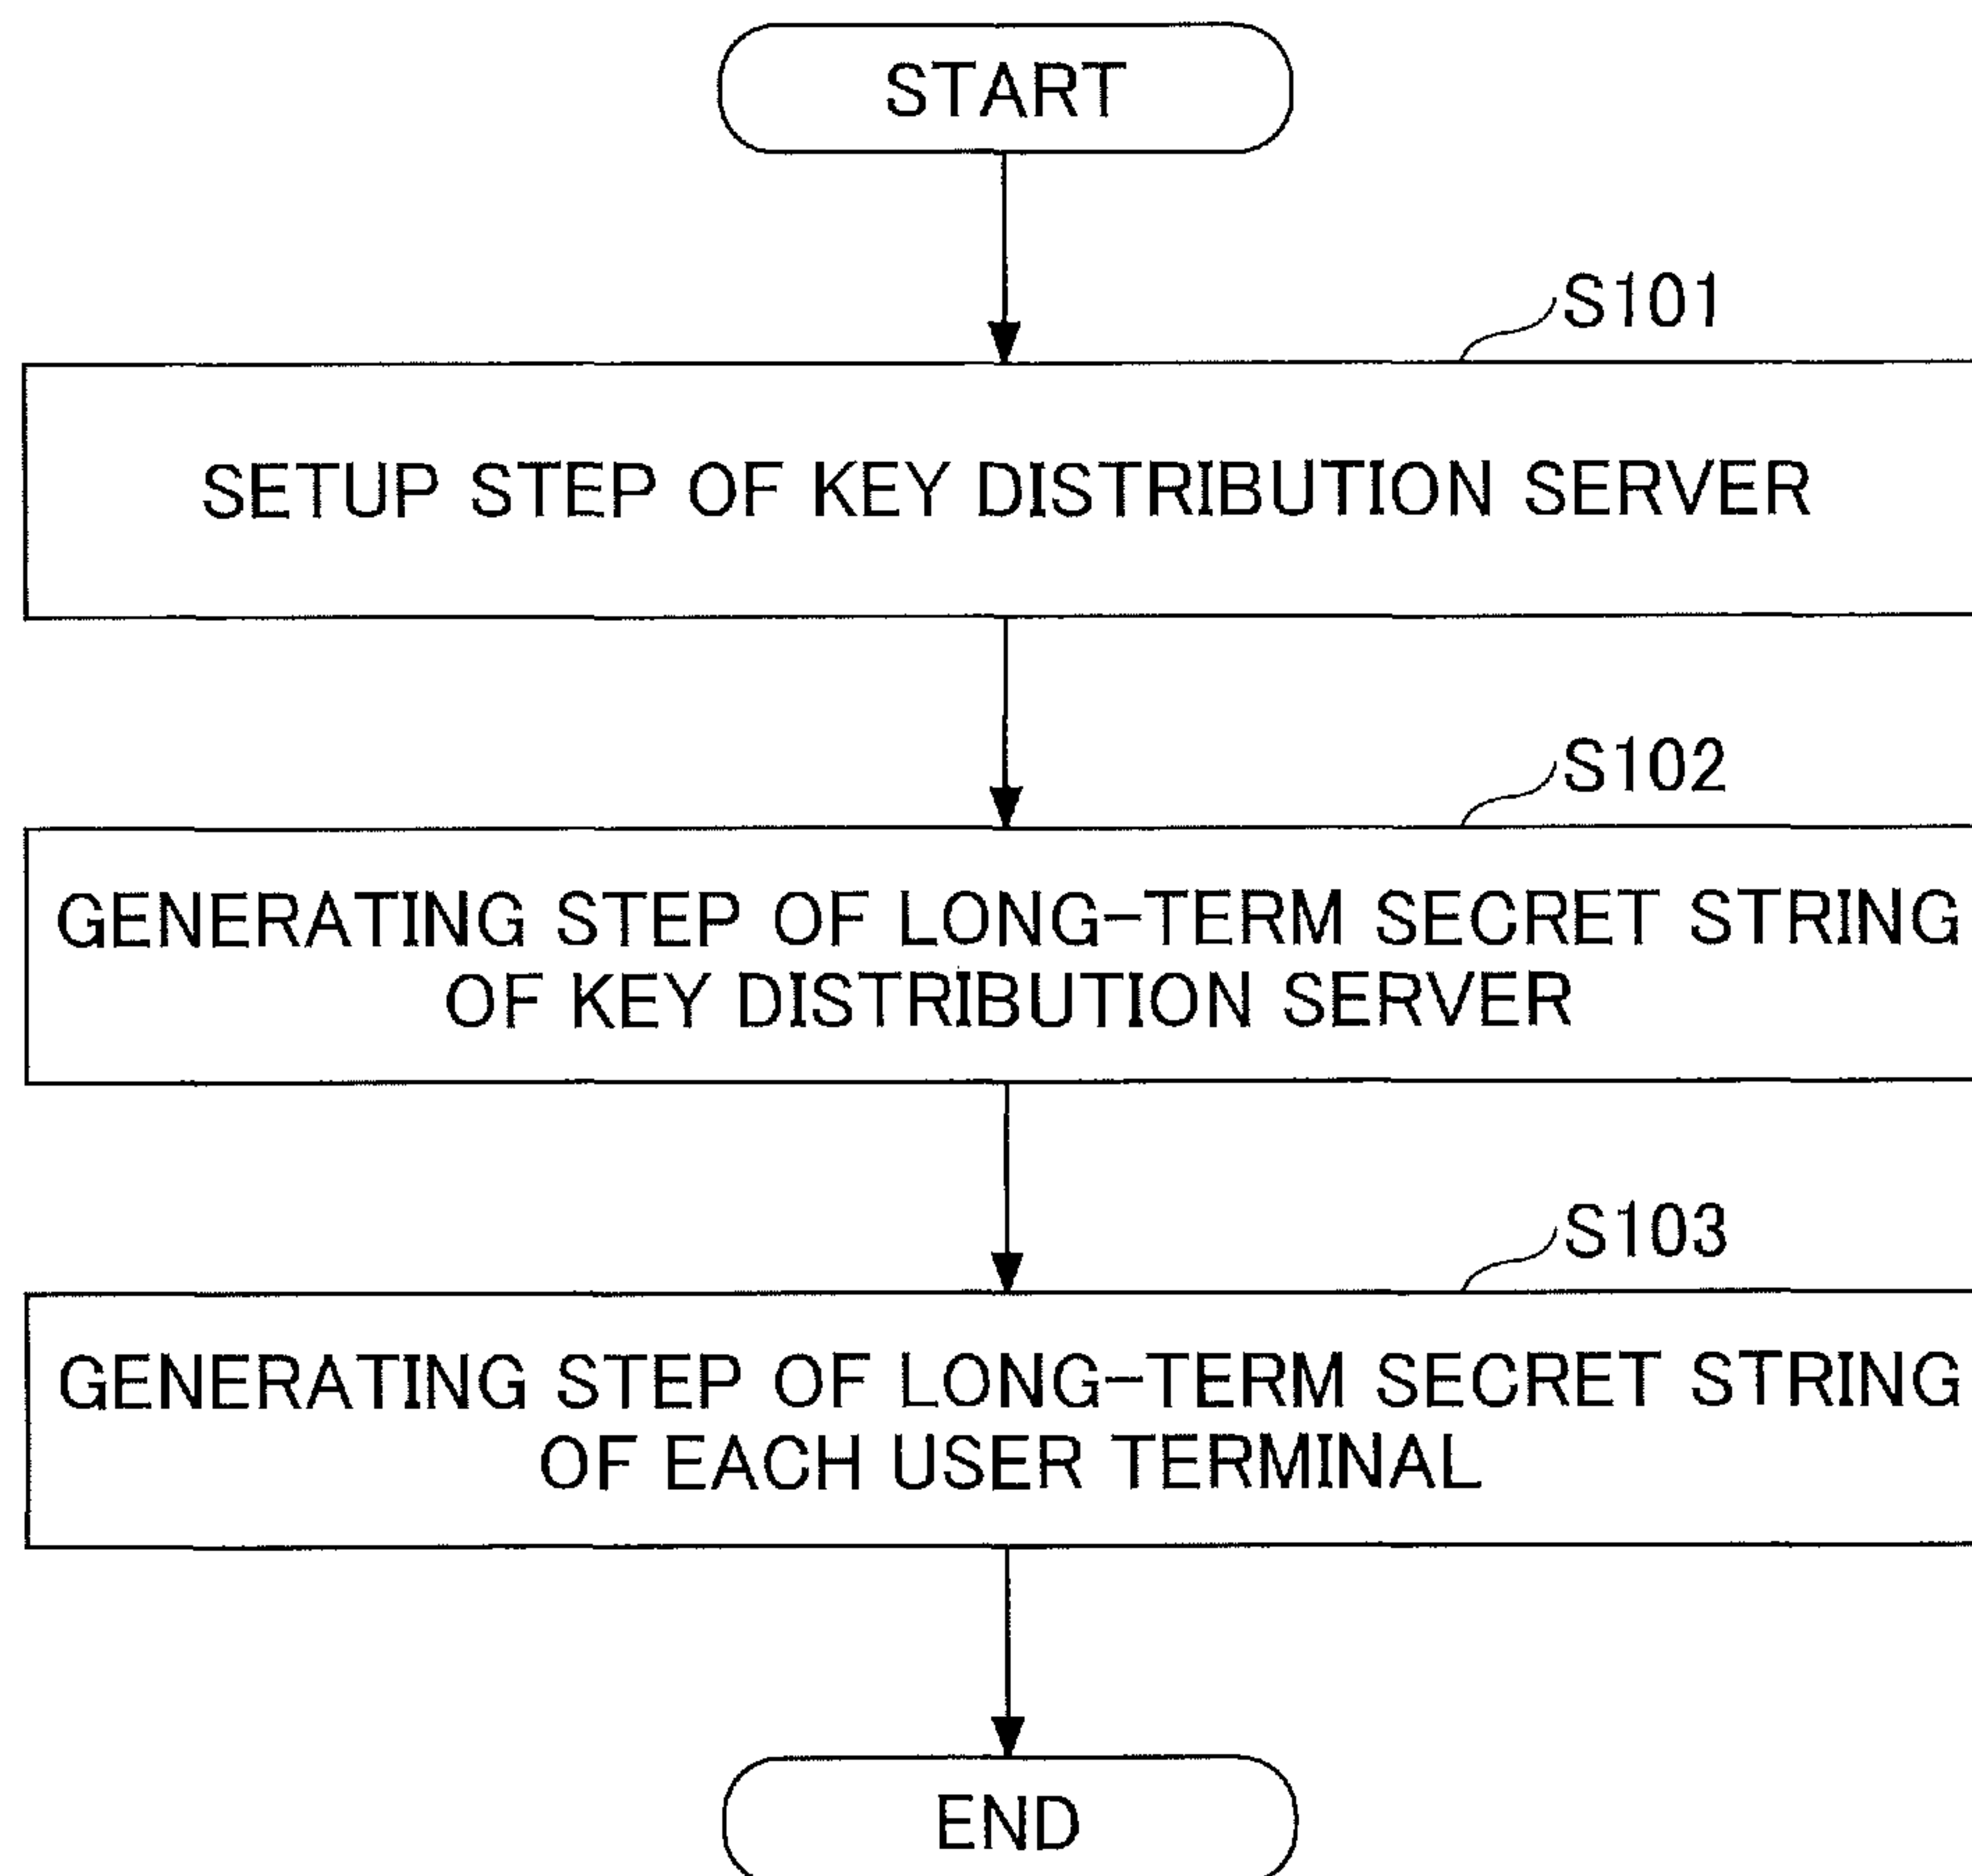 START
S101
SETUP STEP OF KEY DISTRIBUTION SERVER
S102
GENERATING STEP OF LONG-TERM SECRET STRING
OF KEY DISTRIBUTION SERVER
S103
GENERATING STEP OF LONG-TERM SECRET STRING
OF EACH USER TERMINAL
END